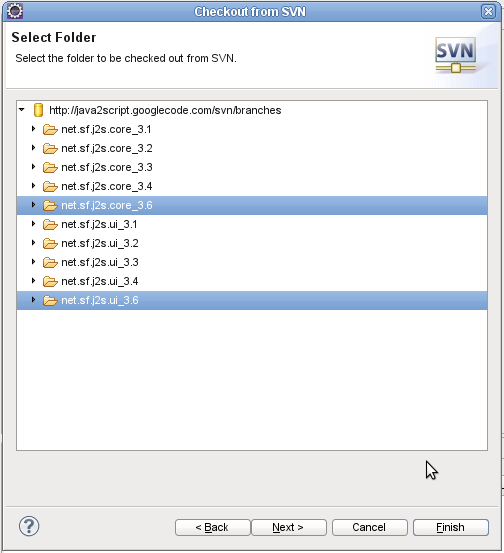 Checkout from SVN
Select Folder
Select the folder to be checked out from SVN.
SVN
http://java2script.googlecode.com/svn/branches
net.sf.j2s.core_3.1
net.sf.j2s.core_3.2
net.sf.j2s.core_3.3
net.sf.j2s.core_3.4
net.sf.j2s.core_3.6
net.sf.j2s.ui_3.1
net.sf.j2s.ui_3.2
net.sf.j2s.ui_3.3
net.sf.j2s.ui_3.4
net.sf.j2s.ui_3.6
? < Back Next > Cancel Finish